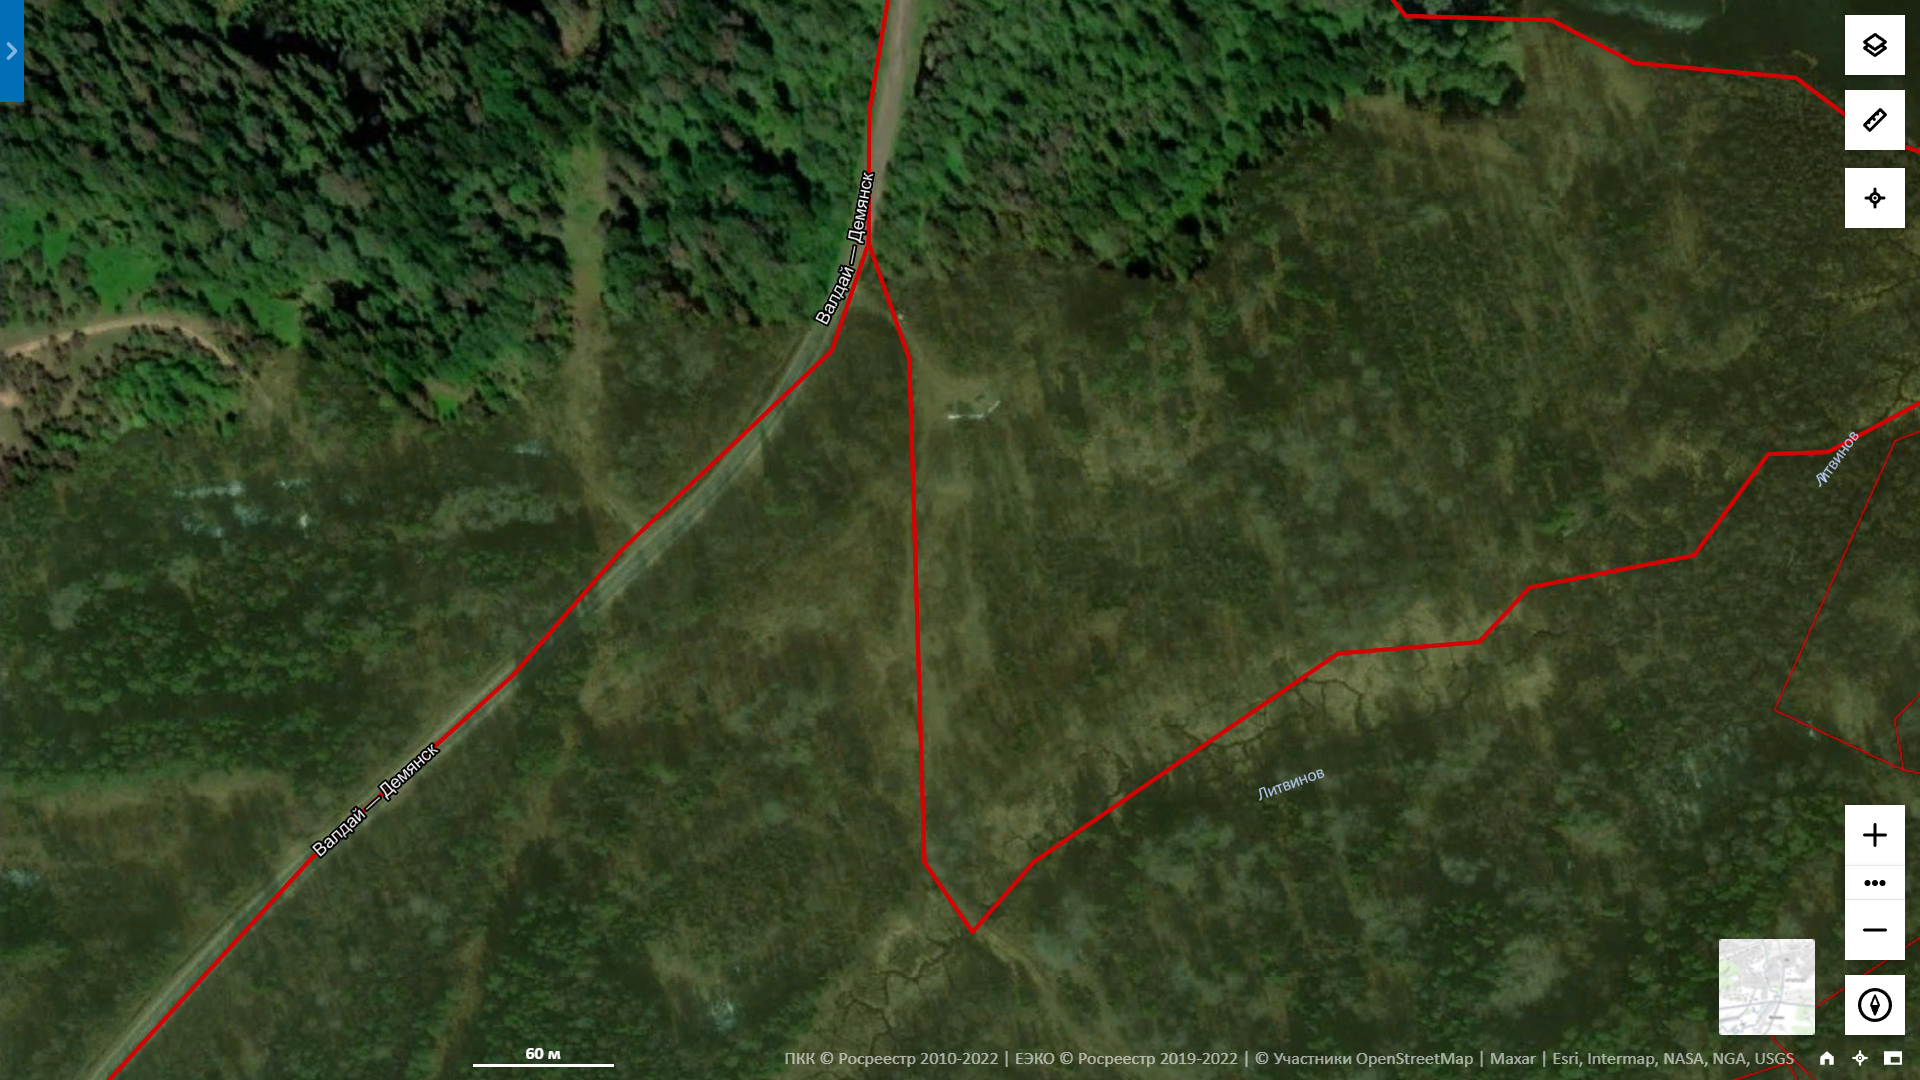 Валдай — Демянск
Литвинов
Валдай — Демянск
Литвинов
60 м
ПКК © Росреестр 2010-2022 | ЕЭКО © Росреестр 2019-2022 | © Участники OpenStreetMap | Maxar | Esri, Intermap, NASA, NGA, USGS